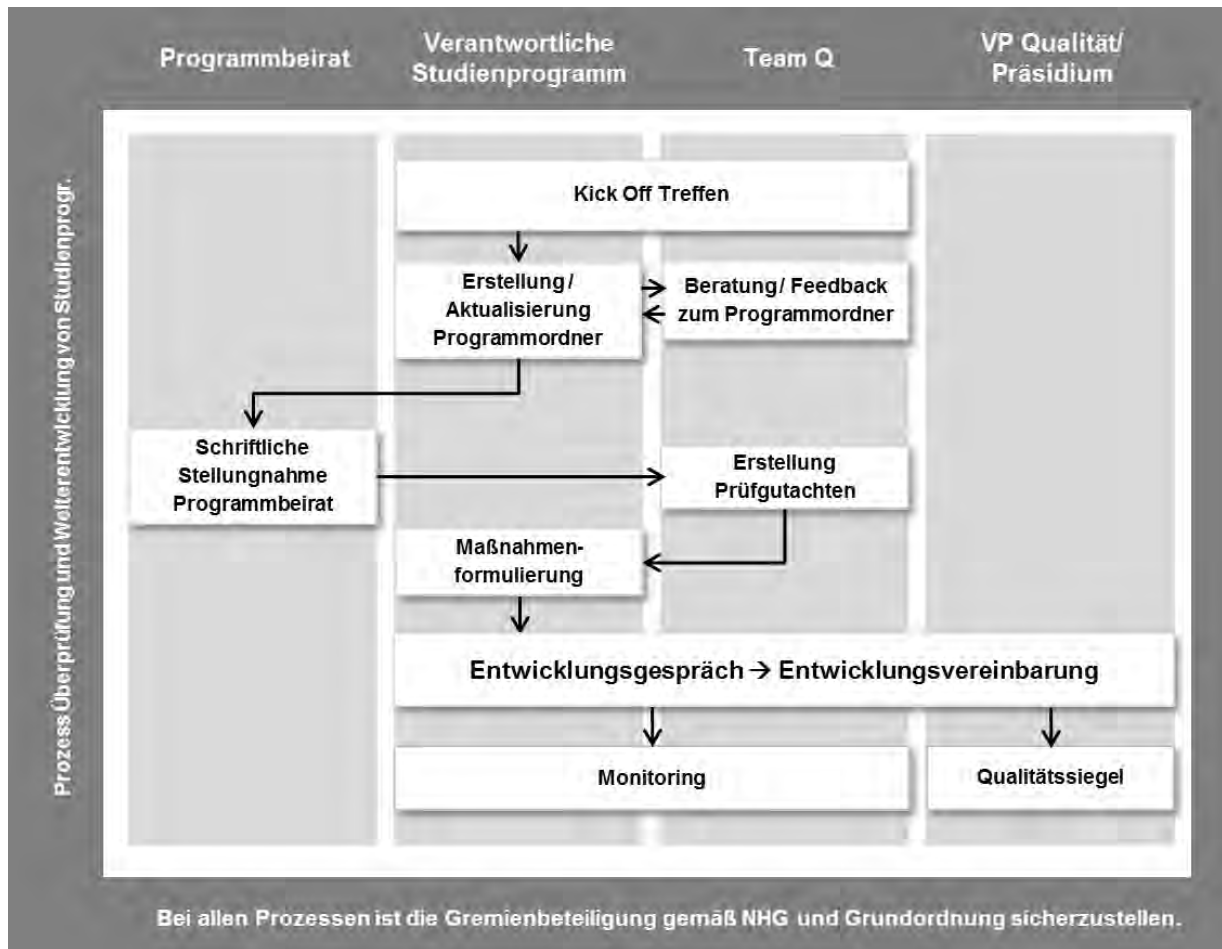 Programmbeirat
Verantwortliche
Studienprogramm
Team Q
VP Qualität/
Präsidium
Prozess Überprüfung und Weiterentwicklung von Studienprogr.
Kick Off Treffen
Erstellung /
Aktualisierung
Programmordner
Beratung / Feedback
zum Programmordner
Schriftliche
Stellungnahme
Programmbeirat
Erstellung
Prüfgutachten
Maßnahmen-
formulierung
Entwicklungsgespräch → Entwicklungsvereinbarung
Monitoring
Qualitätssiegel
Bei allen Prozessen ist die Gremienbeteiligung gemäß NHG und Grundordnung sicherzustellen.